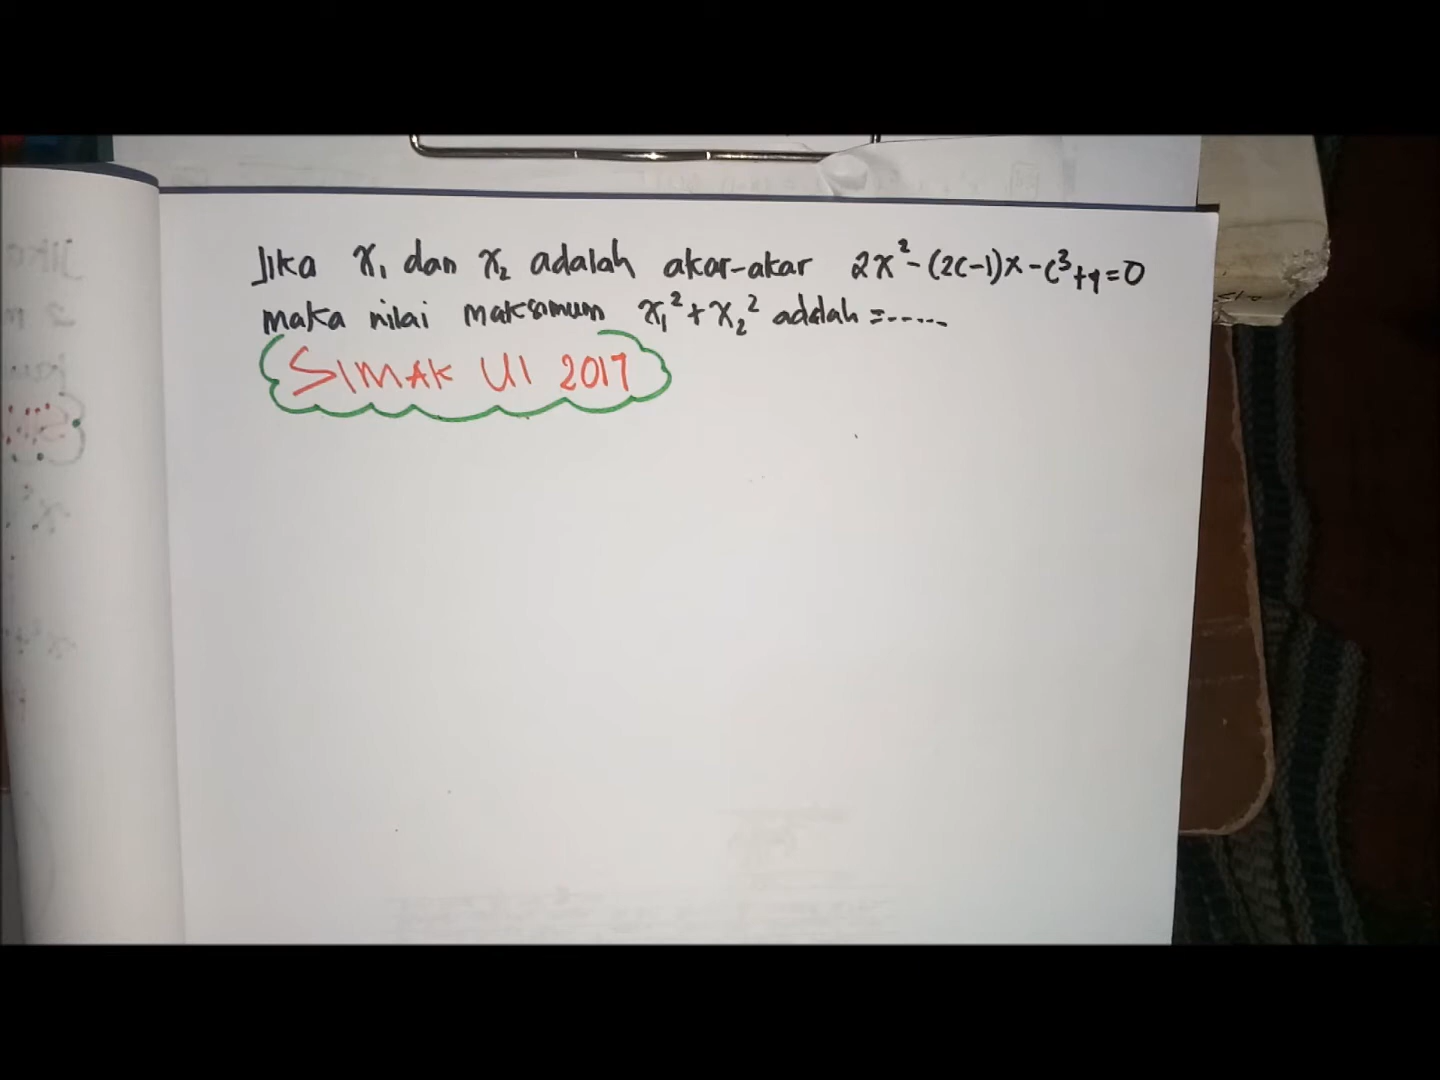 Jika x₁ dan x₂ adalah akar-akar 2x²-(2c-1)x-c³+4=0
maka nilai maksimum x₁²+x₂² adalah =.....
SIMAK UI 2017